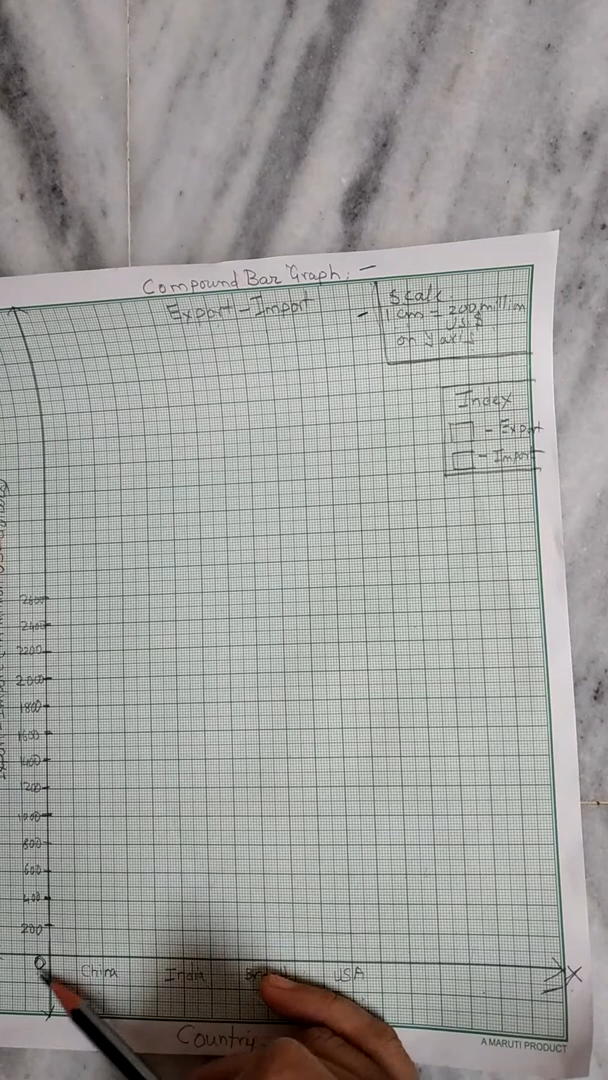 Compound Bar Graph:-
Export-Import
Scale:
1 cm = 200 million
US $
on y axis
Index
- Export
- Import
2600
2400
2200
2000
1800
1600
1400
1200
1000
800
600
400
200
0
China India USA X
Country
A MARUTI PRODUCT